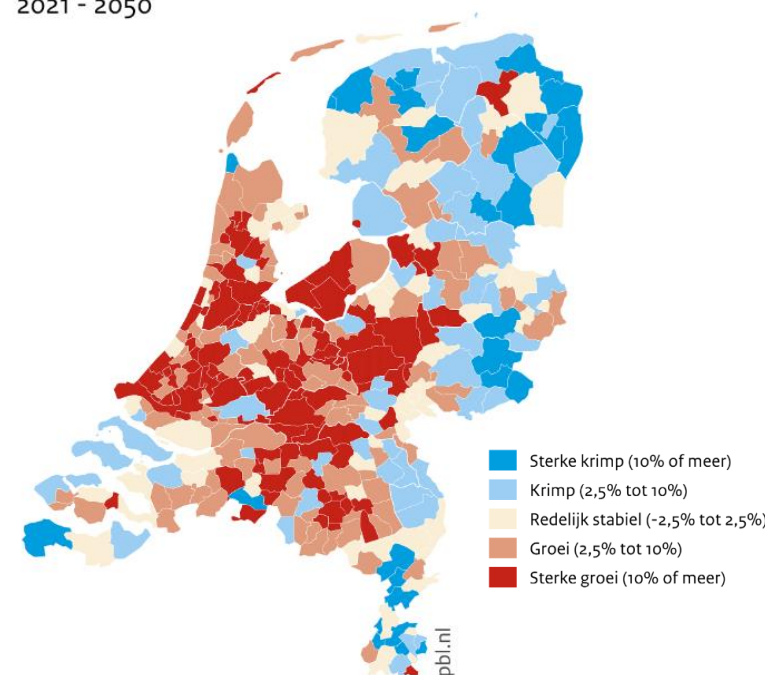 2021 - 2050
Sterke krimp (10% of meer)
Krimp (2,5% tot 10%)
Redelijk stabiel (-2,5% tot 2,5%)
Groei (2,5% tot 10%)
Sterke groei (10% of meer)
pbl.nl